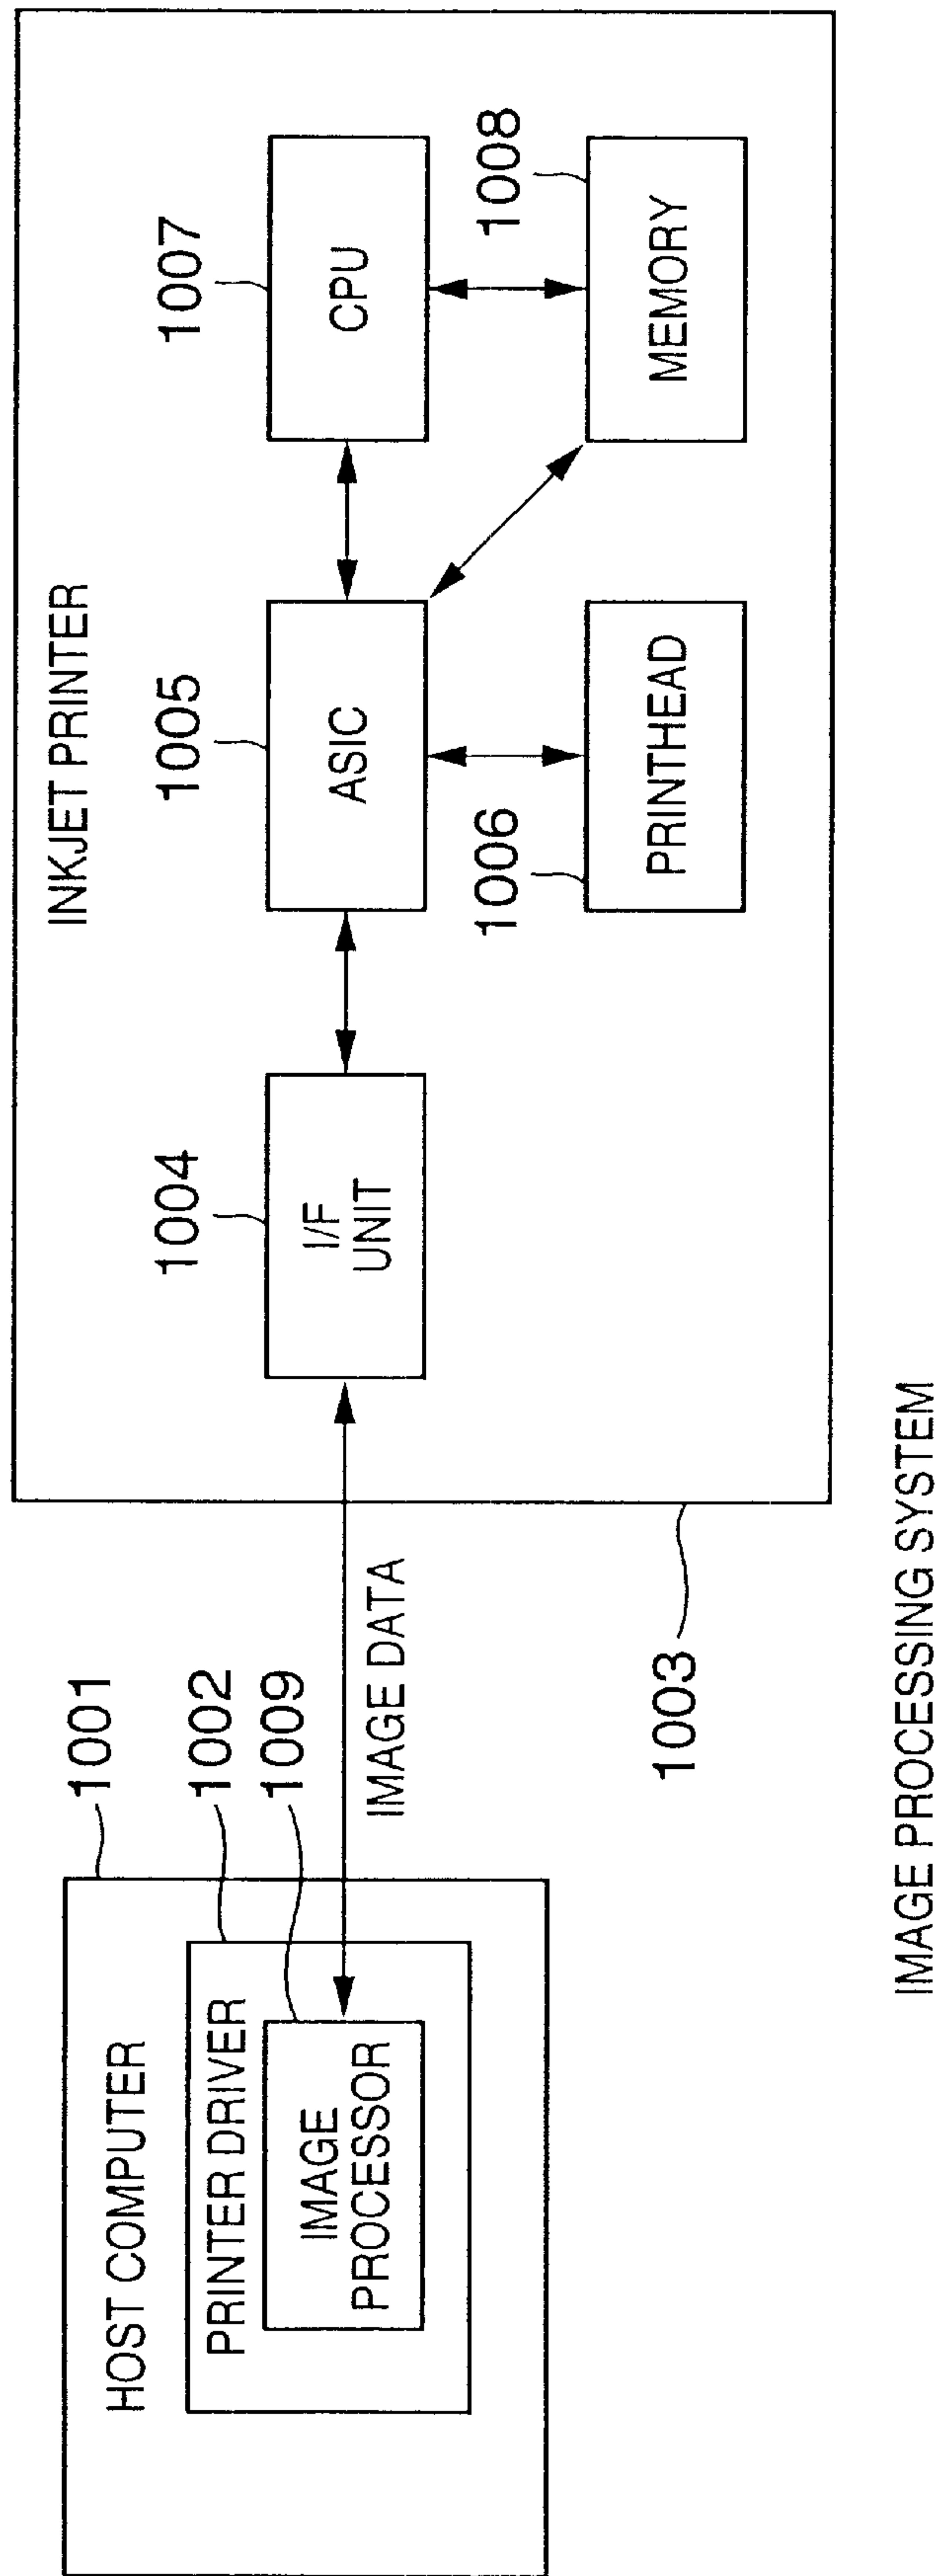 HOST COMPUTER
1001
PRINTER DRIVER
1002
IMAGE
PROCESSOR
1009
IMAGE DATA
INKJET PRINTER
1003
I/F
UNIT
1004
ASIC
1005
PRINTHEAD
1006
CPU
1007
MEMORY
1008
IMAGE PROCESSING SYSTEM